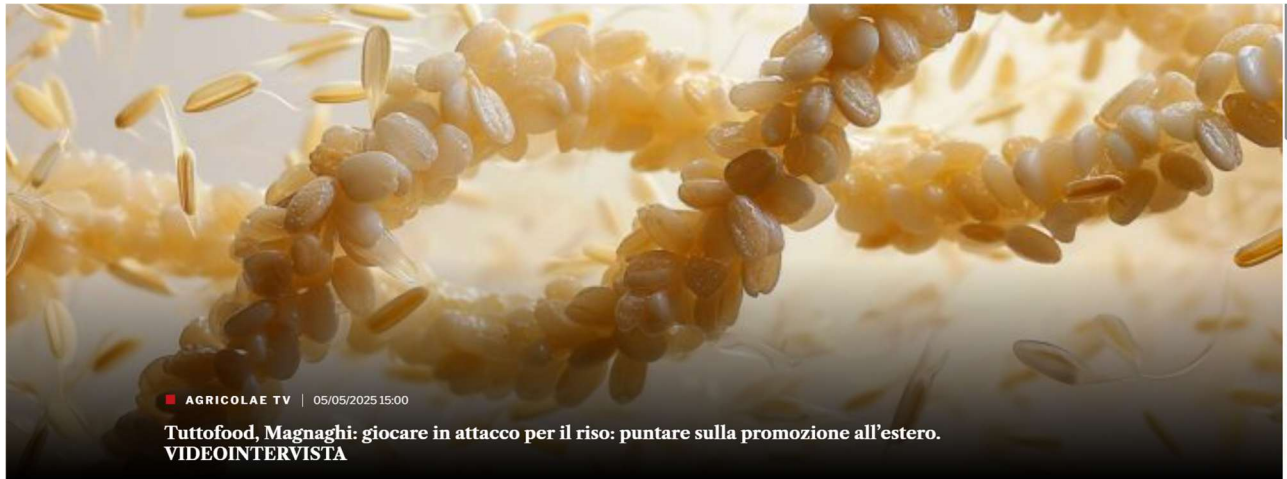 AGRICOLAE TV | 05/05/2025 15:00
Tuttofood, Magnaghi: giocare in attacco per il riso: puntare sulla promozione all’estero.
VIDEOINTERVISTA